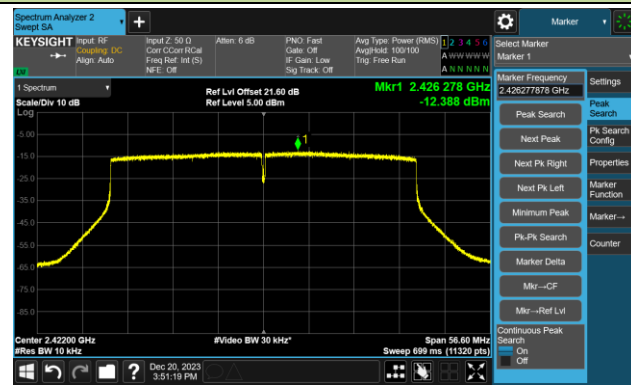 Spectrum Analyzer 2
Swept SA
Marker
KEYSIGHT
Input: RF
Coupling: DC
Align: Auto
Input Z: 50 Ω
Corr CCorr RCal
Freq Ref: Int (S)
NFE: Off
Atten: 6 dB
PNO: Fast
Gate: Off
IF Gain: Low
Sig Track: Off
Avg Type: Power (RMS)
Avg|Hold: 100/100
Trig: Free Run
1 2 3 4 5 6
A W W W W W
A N N N N N
Select Marker
Marker 1
1 Spectrum
Scale/Div 10 dB
Log
Ref Lvl Offset 21.60 dB
Ref Level 5.00 dBm
Mkr1 2.426 278 GHz
-12.388 dBm
1
-5.00
-15.0
-25.0
-35.0
-45.0
-55.0
-65.0
-75.0
-85.0
Center 2.42200 GHz
#Res BW 10 kHz
#Video BW 30 kHz*
Span 56.60 MHz
Sweep 699 ms (11320 pts)
Marker Frequency
2.426277878 GHz
Peak Search
Next Peak
Next Pk Right
Next Pk Left
Minimum Peak
Pk-Pk Search
Marker Delta
Mkr→CF
Mkr→Ref Lvl
Continuous Peak
Search
On
Off
Settings
Peak
Search
Pk Search
Config
Properties
Marker
Function
Marker→
Counter
?
Dec 20, 2023
3:51:19 PM